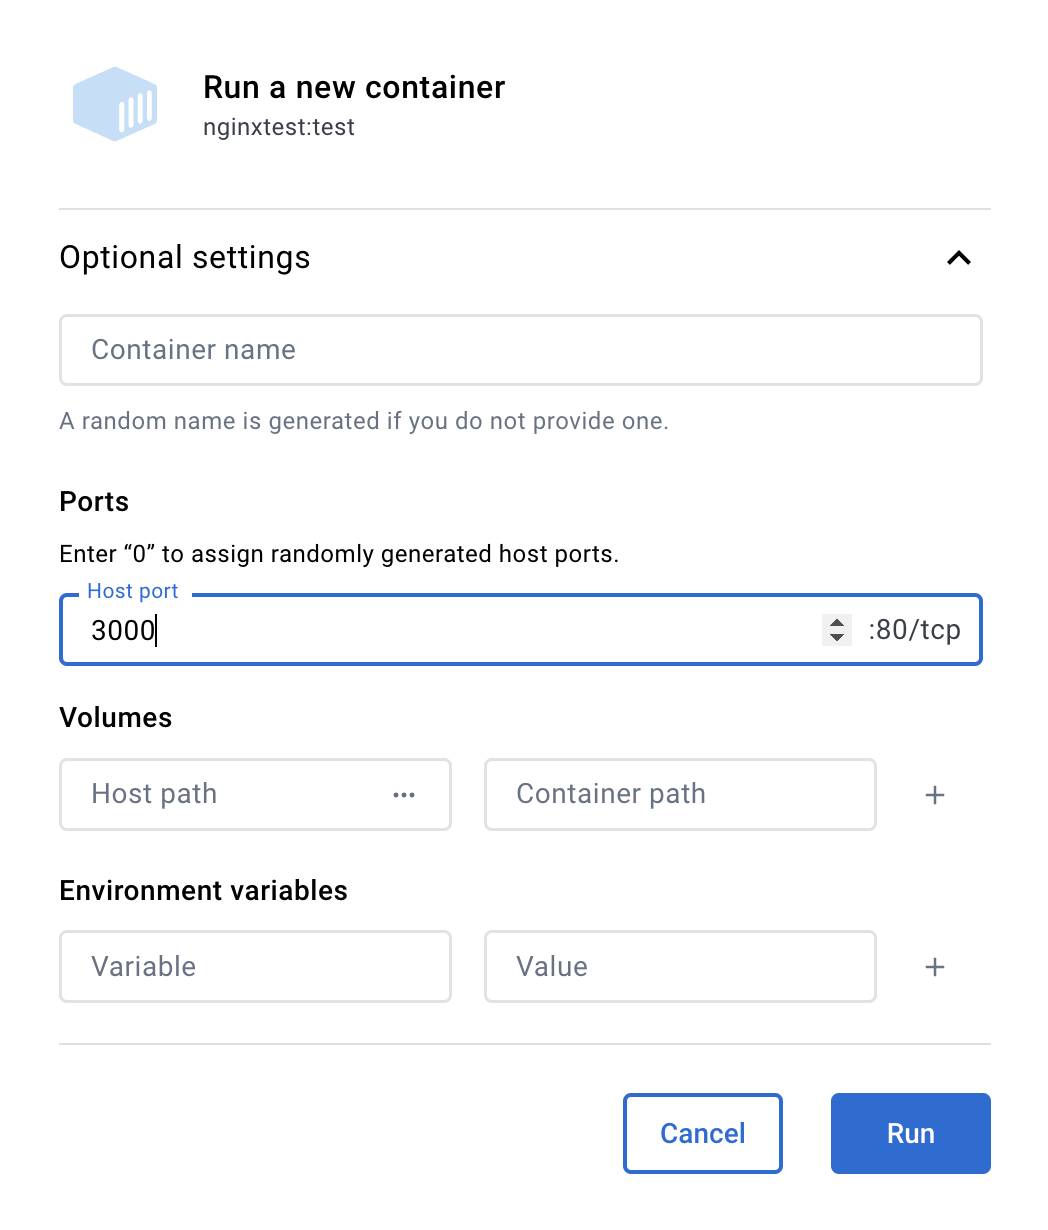 Run a new container
nginxtest:test
Optional settings
Container name
A random name is generated if you do not provide one.
Ports
Enter “0” to assign randomly generated host ports.
Host port
3000 :80/tcp
Volumes
Host path ••• Container path +
Environment variables
Variable Value +
Cancel Run